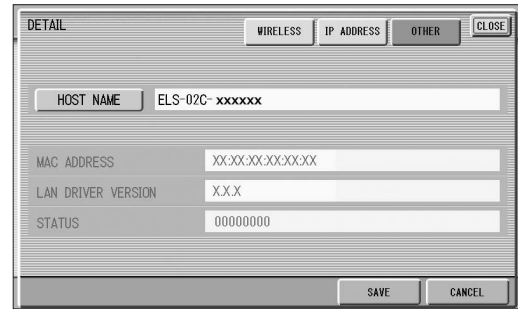 DETAIL WIRELESS IP ADDRESS OTHER CLOSE
HOST NAME ELS-02C- xxxxxx
MAC ADDRESS XX:XX:XX:XX:XX:XX
LAN DRIVER VERSION X.X.X
STATUS 00000000
SAVE CANCEL